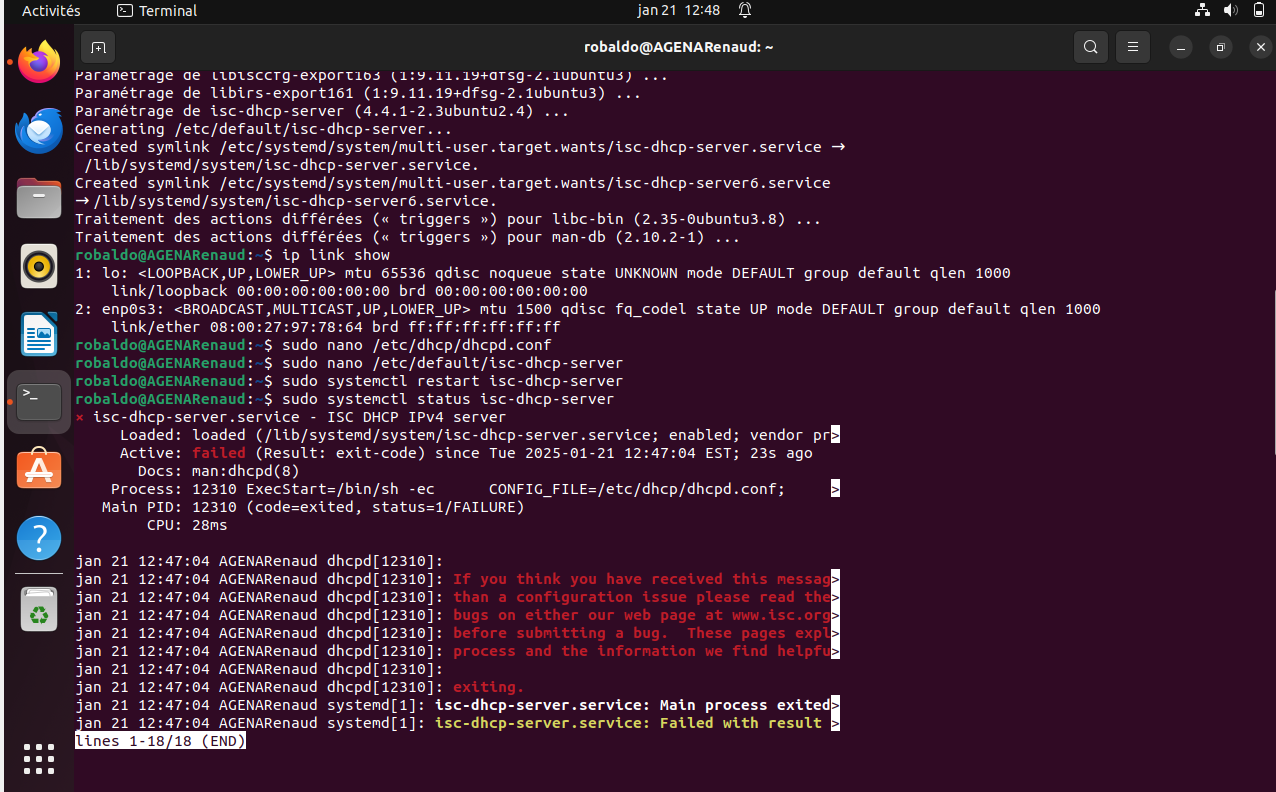 Activités
Terminal
jan 21 12:48
robaldo@AGENARenaud: ~
Paramétrage de libisccfg-export163 (1:9.11.19+dfsg-2.1ubuntu3) ...
Paramétrage de libirs-export161 (1:9.11.19+dfsg-2.1ubuntu3) ...
Paramétrage de isc-dhcp-server (4.4.1-2.3ubuntu2.4) ...
Generating /etc/default/isc-dhcp-server...
Created symlink /etc/systemd/system/multi-user.target.wants/isc-dhcp-server.service →
/lib/systemd/system/isc-dhcp-server.service.
Created symlink /etc/systemd/system/multi-user.target.wants/isc-dhcp-server6.service
→ /lib/systemd/system/isc-dhcp-server6.service.
Traitement des actions différées (« triggers ») pour libc-bin (2.35-0ubuntu3.8) ...
Traitement des actions différées (« triggers ») pour man-db (2.10.2-1) ...
robaldo@AGENARenaud:~$ ip link show
1: lo: <LOOPBACK,UP,LOWER_UP> mtu 65536 qdisc noqueue state UNKNOWN mode DEFAULT group default qlen 1000
link/loopback 00:00:00:00:00:00 brd 00:00:00:00:00:00
2: enp0s3: <BROADCAST,MULTICAST,UP,LOWER_UP> mtu 1500 qdisc fq_codel state UP mode DEFAULT group default qlen 1000
link/ether 08:00:27:97:78:64 brd ff:ff:ff:ff:ff:ff
robaldo@AGENARenaud:~$ sudo nano /etc/dhcp/dhcpd.conf
robaldo@AGENARenaud:~$ sudo nano /etc/default/isc-dhcp-server
robaldo@AGENARenaud:~$ sudo systemctl restart isc-dhcp-server
robaldo@AGENARenaud:~$ sudo systemctl status isc-dhcp-server
× isc-dhcp-server.service - ISC DHCP IPv4 server
Loaded: loaded (/lib/systemd/system/isc-dhcp-server.service; enabled; vendor pr>
Active: failed (Result: exit-code) since Tue 2025-01-21 12:47:04 EST; 23s ago
Docs: man:dhcpd(8)
Process: 12310 ExecStart=/bin/sh -ec CONFIG_FILE=/etc/dhcp/dhcpd.conf; >
Main PID: 12310 (code=exited, status=1/FAILURE)
CPU: 28ms
jan 21 12:47:04 AGENARenaud dhcpd[12310]:
jan 21 12:47:04 AGENARenaud dhcpd[12310]: If you think you have received this messag>
jan 21 12:47:04 AGENARenaud dhcpd[12310]: than a configuration issue please read the>
jan 21 12:47:04 AGENARenaud dhcpd[12310]: bugs on either our web page at www.isc.org>
jan 21 12:47:04 AGENARenaud dhcpd[12310]: before submitting a bug.  These pages expl>
jan 21 12:47:04 AGENARenaud dhcpd[12310]: process and the information we find helpfu>
jan 21 12:47:04 AGENARenaud dhcpd[12310]:
jan 21 12:47:04 AGENARenaud dhcpd[12310]: exiting.
jan 21 12:47:04 AGENARenaud systemd[1]: isc-dhcp-server.service: Main process exited>
jan 21 12:47:04 AGENARenaud systemd[1]: isc-dhcp-server.service: Failed with result >
lines 1-18/18 (END)